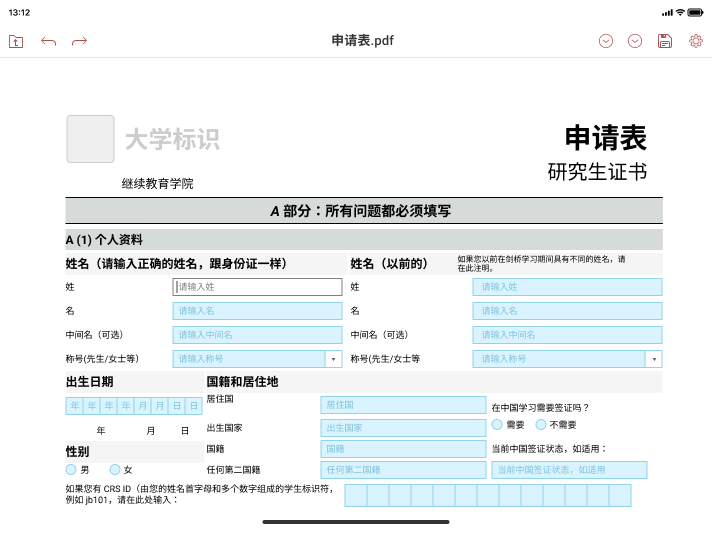 13:12
申请表.pdf
大学标识
申请表
研究生证书
继续教育学院
A 部分：所有问题都必须填写
A (1) 个人资料
姓名（请输入正确的姓名，跟身份证一样）
姓名（以前的）
如果您以前在剑桥学习期间具有不同的姓名，请
在此注明。
姓 请输入姓 姓 请输入姓
名 请输入名 名 请输入名
中间名（可选） 请输入中间名 中间名（可选） 请输入中间名
称号(先生/女士等） 请输入称号 称号(先生/女士等 请输入称号
出生日期 国籍和居住地
居住国 居住国
年 年 年 年 月 月 日 日
在中国学习需要签证吗？
年 月 日
出生国家 出生国家
需要 不需要
性别
国籍 国籍
当前中国签证状态，如适用：
男 女
任何第二国籍 任何第二国籍
当前中国签证状态，如适用
如果您有 CRS ID（由您的姓名首字母和多个数字组成的学生标识符，
例如 jb101，请在此处输入：